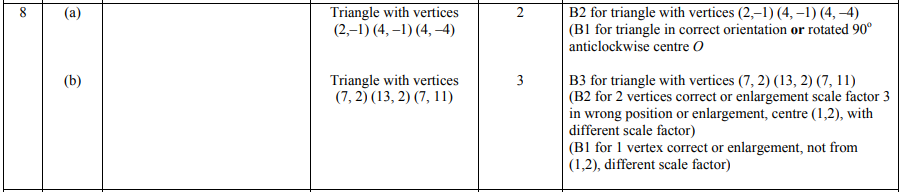 8 (a) Triangle with vertices 2 B2 for triangle with vertices (2,–1) (4, –1) (4, –4)
(2,–1) (4, –1) (4, –4) (B1 for triangle in correct orientation or rotated 90°
anticlockwise centre O
(b) Triangle with vertices 3 B3 for triangle with vertices (7, 2) (13, 2) (7, 11)
(7, 2) (13, 2) (7, 11) (B2 for 2 vertices correct or enlargement scale factor 3
in wrong position or enlargement, centre (1,2), with
different scale factor)
(B1 for 1 vertex correct or enlargement, not from
(1,2), different scale factor)